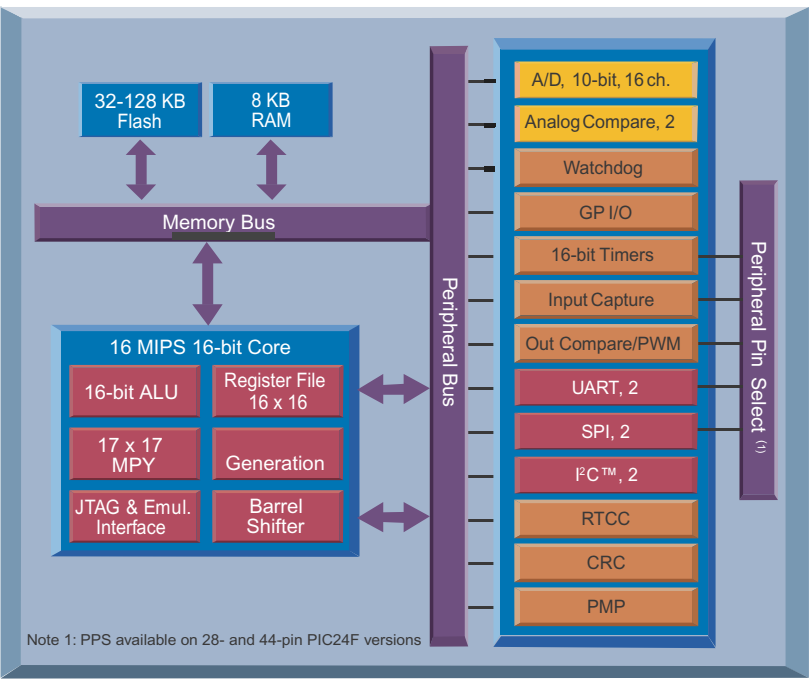 32-128 KB
Flash
8 KB
RAM
Memory Bus
16 MIPS 16-bit Core
16-bit ALU
Register File
16 x 16
17 x 17
MPY
Generation
JTAG & Emul.
Interface
Barrel
Shifter
Peripheral Bus
A/D, 10-bit, 16 ch.
Analog Compare, 2
Watchdog
GP I/O
16-bit Timers
Input Capture
Out Compare/PWM
UART, 2
SPI, 2
I²C™, 2
RTCC
CRC
PMP
Peripheral Pin Select (1)
Note 1: PPS available on 28- and 44-pin PIC24F versions